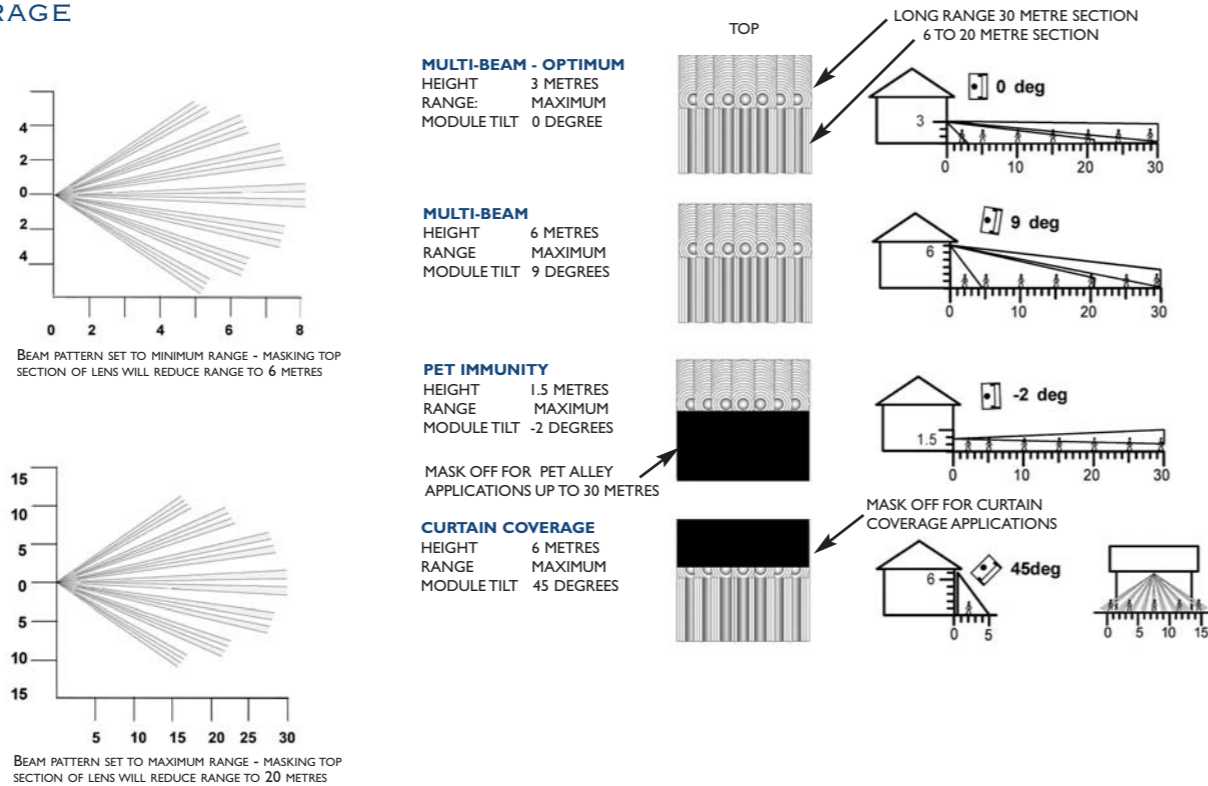 RAGE
4
2
0
2
4
0 2 4 6 8
BEAM PATTERN SET TO MINIMUM RANGE - MASKING TOP
SECTION OF LENS WILL REDUCE RANGE TO 6 METRES
15
10
5
0
5
10
15
5 10 15 20 25 30
BEAM PATTERN SET TO MAXIMUM RANGE - MASKING TOP
SECTION OF LENS WILL REDUCE RANGE TO 20 METRES
TOP
LONG RANGE 30 METRE SECTION
6 TO 20 METRE SECTION
MULTI-BEAM - OPTIMUM
HEIGHT 3 METRES
RANGE: MAXIMUM
MODULE TILT 0 DEGREE
0 deg
3
0 10 20 30
MULTI-BEAM
HEIGHT 6 METRES
RANGE MAXIMUM
MODULE TILT 9 DEGREES
9 deg
6
0 10 20 30
PET IMMUNITY
HEIGHT 1.5 METRES
RANGE MAXIMUM
MODULE TILT -2 DEGREES
MASK OFF FOR PET ALLEY
APPLICATIONS UP TO 30 METRES
-2 deg
1.5
0 10 20 30
CURTAIN COVERAGE
HEIGHT 6 METRES
RANGE MAXIMUM
MODULE TILT 45 DEGREES
MASK OFF FOR CURTAIN
COVERAGE APPLICATIONS
45deg
6
0 5
0 5 10 15